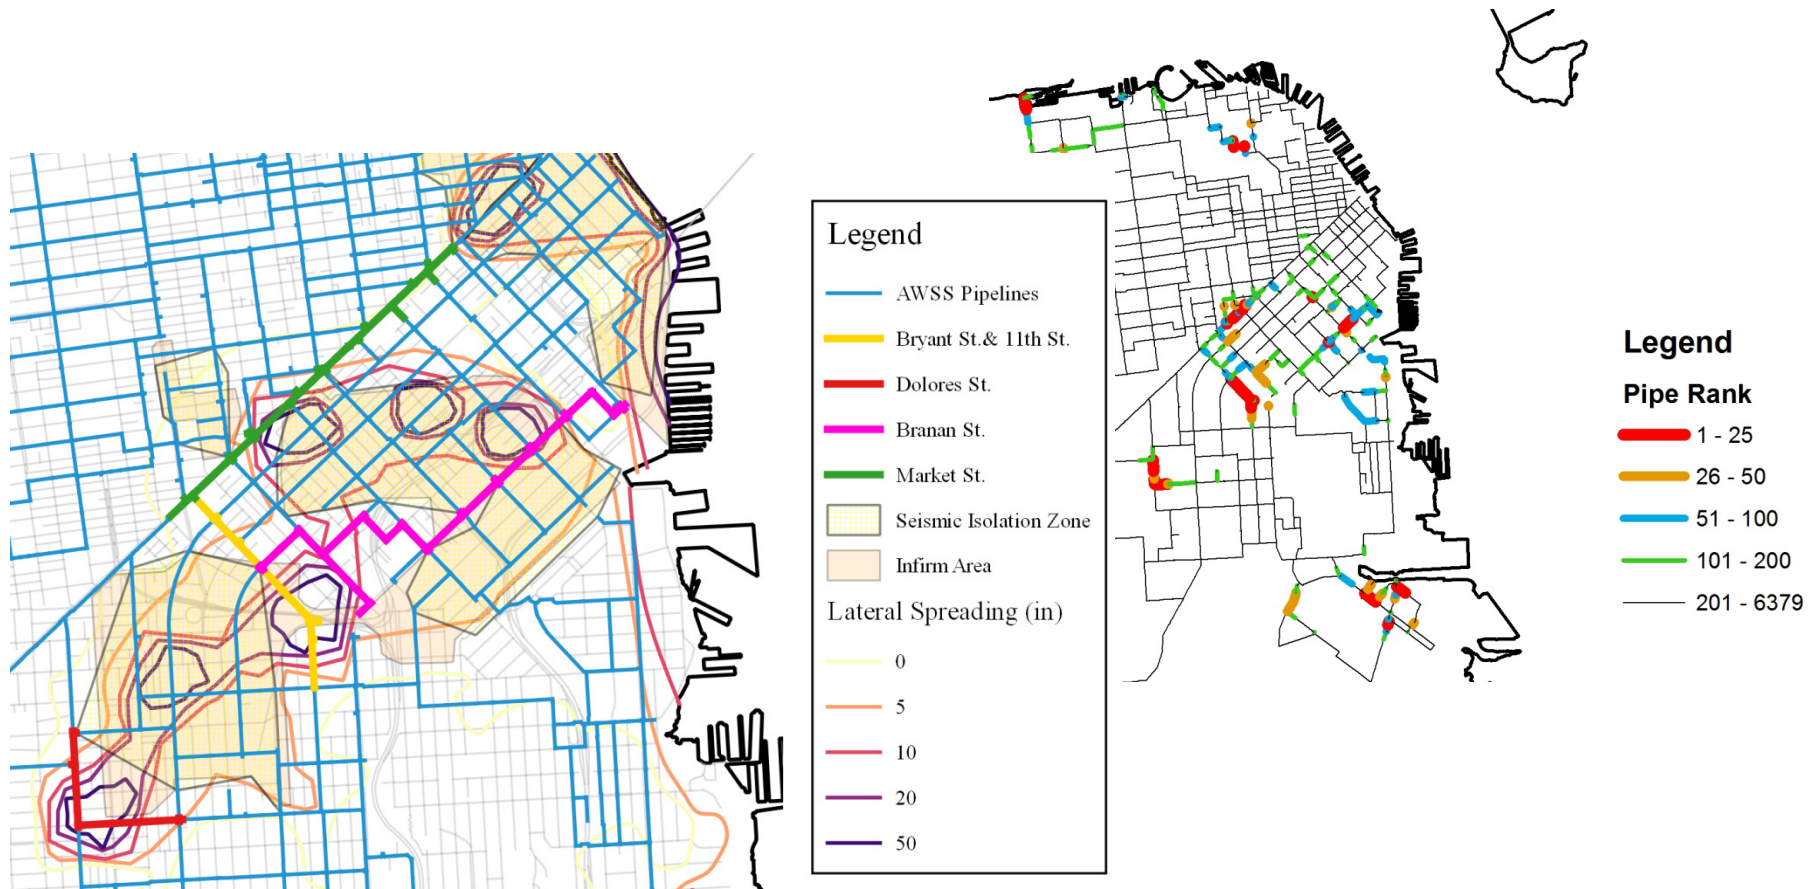 Legend
AWSS Pipelines
Bryant St.& 11th St.
Dolores St.
Branan St.
Market St.
Seismic Isolation Zone
Infirm Area
Lateral Spreading (in)
0
5
10
20
50
Legend
Pipe Rank
1 - 25
26 - 50
51 - 100
101 - 200
201 - 6379